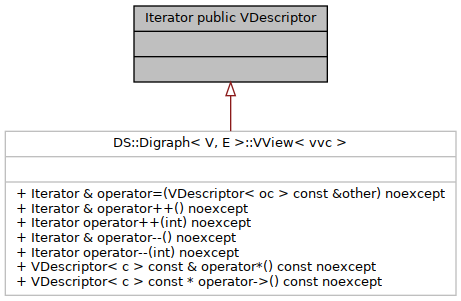 Iterator public VDescriptor
DS::Digraph< V, E >::VView< vvc >
+ Iterator & operator=(VDescriptor< oc > const &other) noexcept
+ Iterator & operator++() noexcept
+ Iterator operator++(int) noexcept
+ Iterator & operator--() noexcept
+ Iterator operator--(int) noexcept
+ VDescriptor< c > const & operator*() const noexcept
+ VDescriptor< c > const * operator->() const noexcept